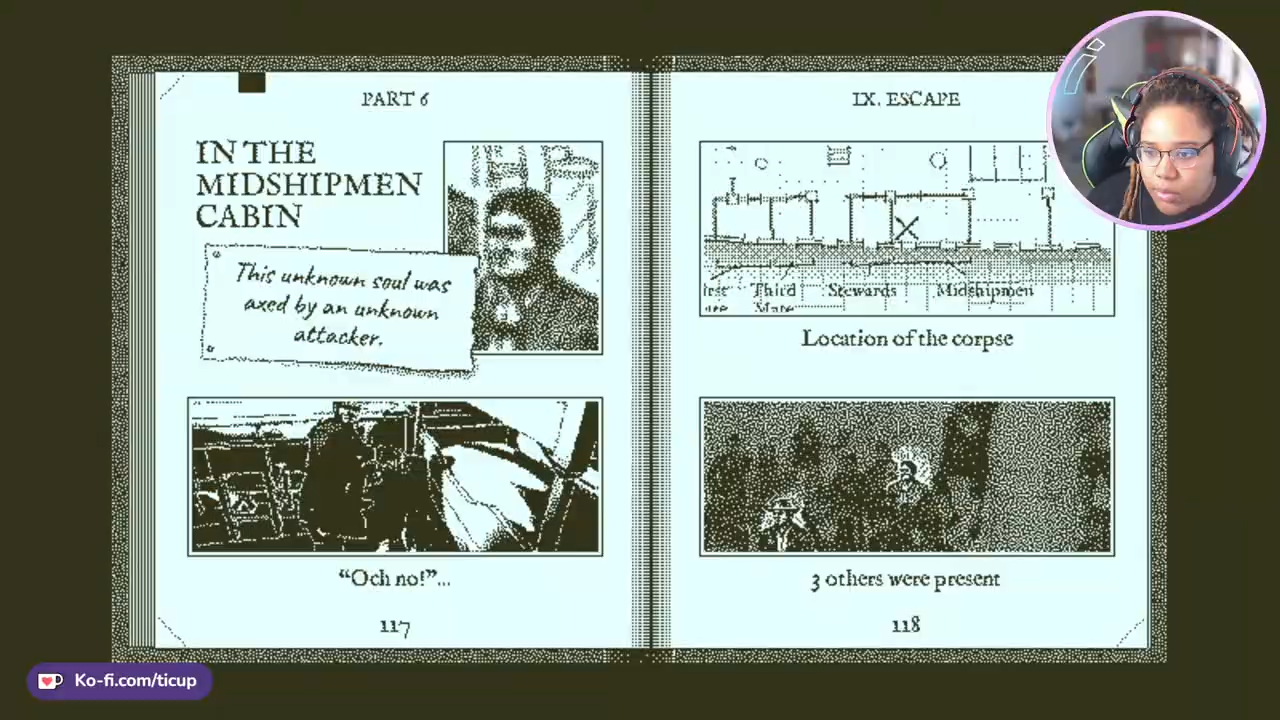 PART 6
IN THE
MIDSHIPMEN
CABIN
This unknown soul was
axed by an unknown
attacker.
"Och no!"...
117
IX. ESCAPE
Third
Mate
Stewards
Midshipmen
Location of the corpse
3 others were present
118
Ko-fi.com/ticup